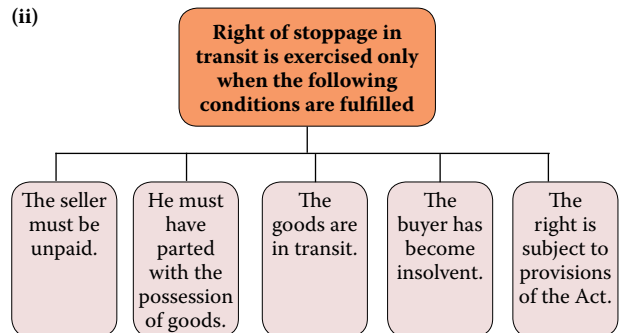 (ii)
Right of stoppage in
transit is exercised only
when the following
conditions are fulfilled
The seller
must be
unpaid.
He must
have
parted
with the
possession
of goods.
The
goods are
in transit.
The
buyer has
become
insolvent.
The
right is
subject to
provisions
of the Act.